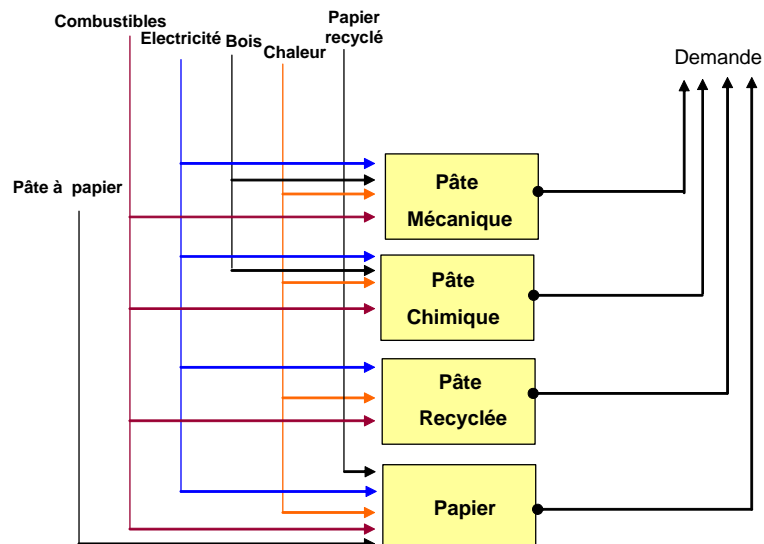 Combustibles
Electricité
Bois
Chaleur
Papier
recyclé
Demande
Pâte à papier
Pâte
Mécanique
Pâte
Chimique
Pâte
Recyclée
Papier